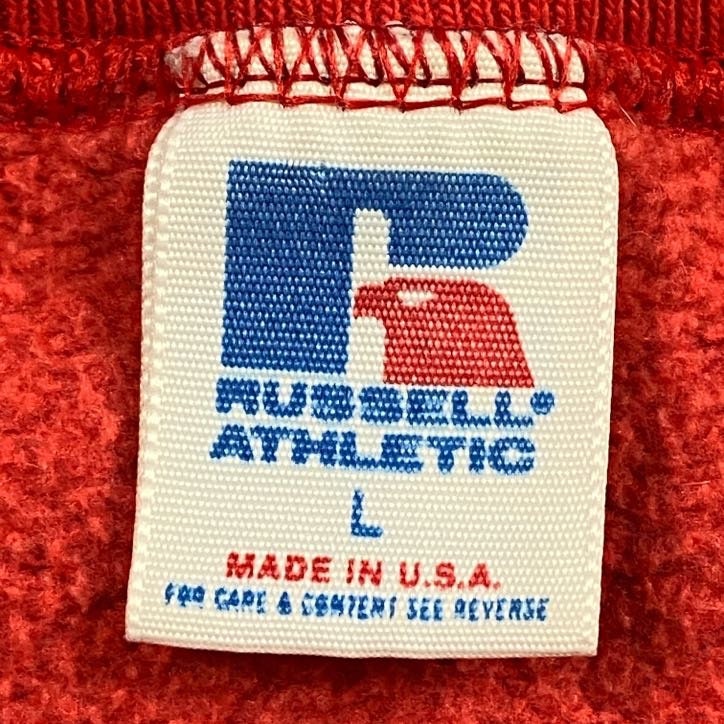 RUSSELL®
ATHLETIC
L
MADE IN U.S.A.
FOR CARE & CONTENT SEE REVERSE